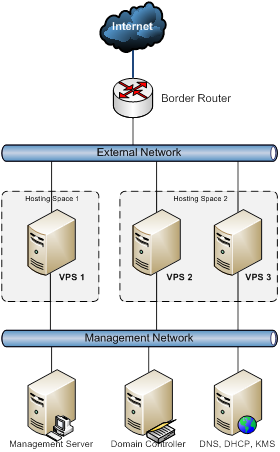 Internet
Border Router
External Network
Hosting Space 1
Hosting Space 2
VPS 1
VPS 2
VPS 3
Management Network
Management Server
Domain Controller
DNS, DHCP, KMS